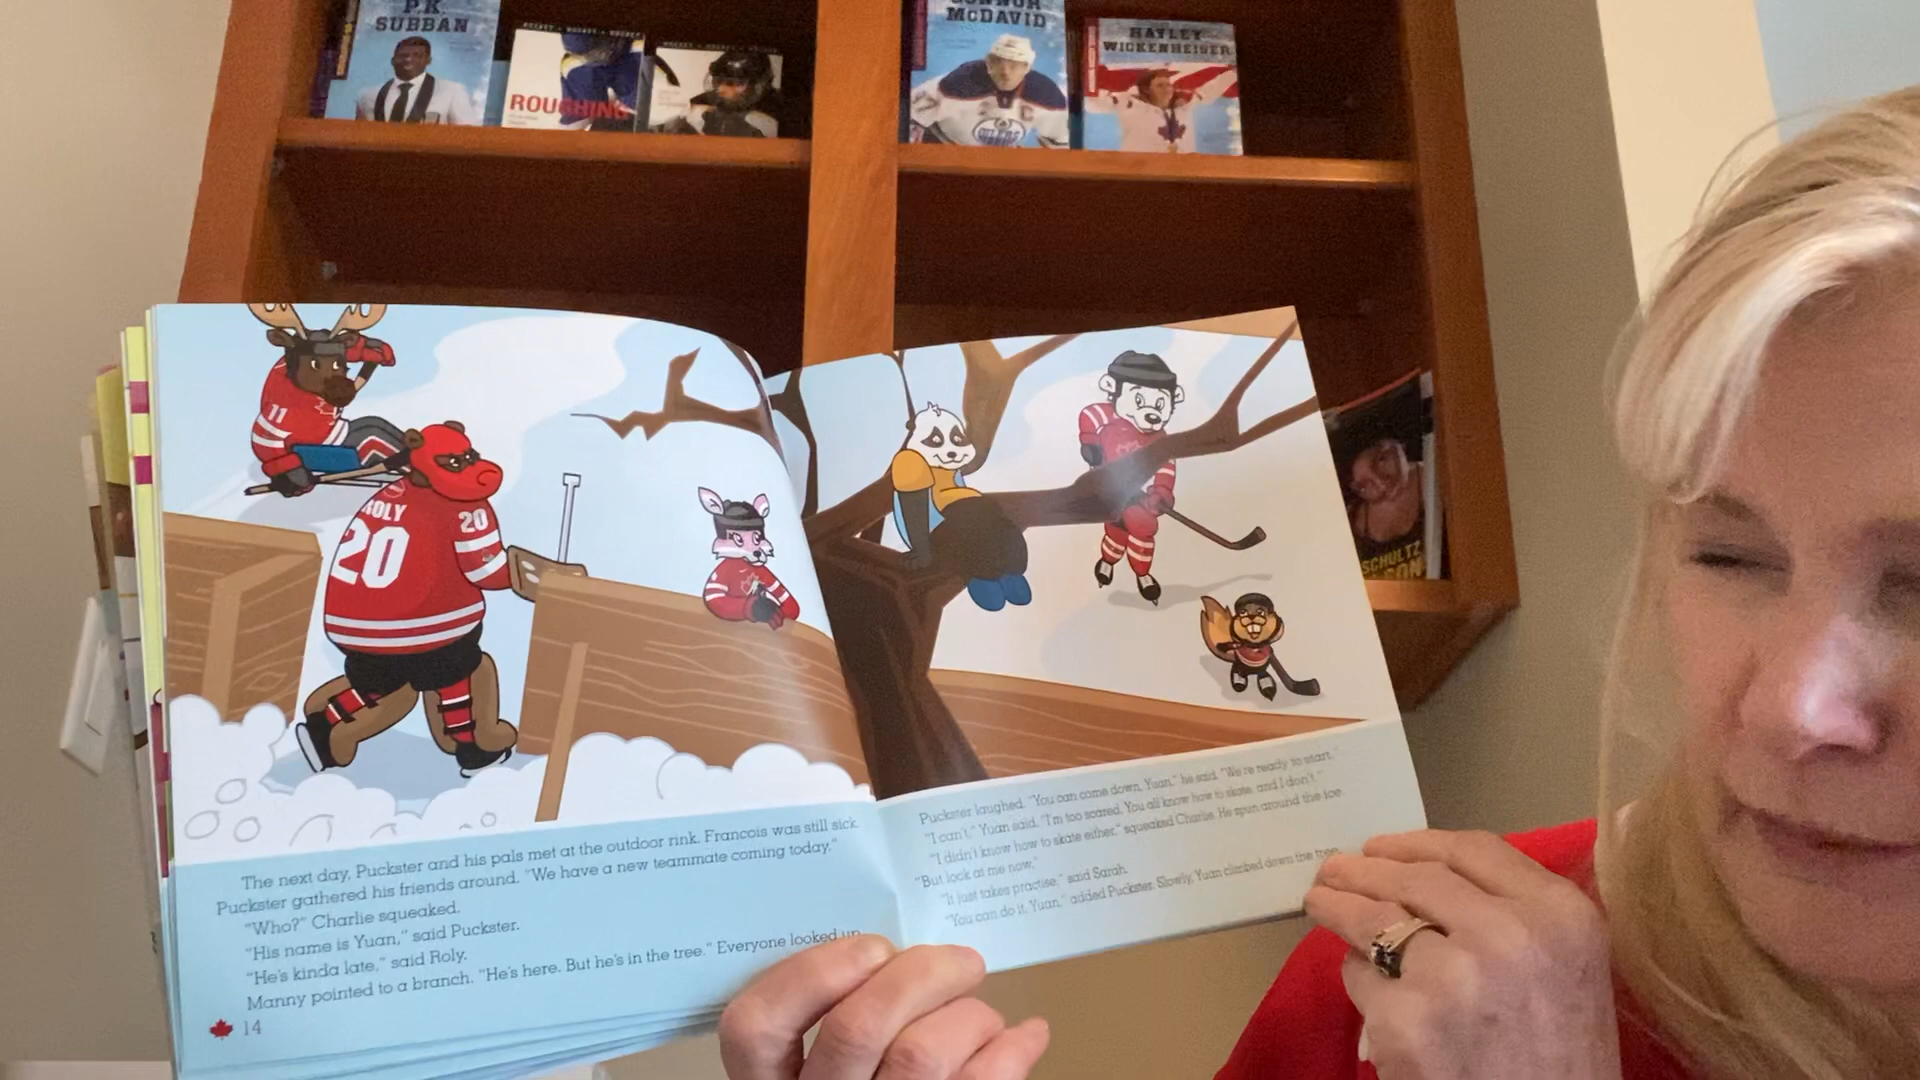 P.K.
SUBBAN
HOCKEY • HOCKEY • HOCKEY
ROUGHING
McDAVID
HAYLEY
WICKENHEISER
SCHULTZ
11
ROLY
20
20
The next day, Puckster and his pals met at the outdoor rink. Francois was still sick.
Puckster gathered his friends around. "We have a new teammate coming today."
"Who?" Charlie squeaked.
"His name is Yuan," said Puckster.
"He's kinda late," said Roly.
Manny pointed to a branch. "He's here. But he's in the tree." Everyone looked up.
14
Puckster laughed. "You can come down, Yuan," he said. "We're ready to start."
"I can't," Yuan said. "I'm too scared. You all know how to skate, and I don't."
"I didn't know how to skate either," squeaked Charlie. He spun around the ice.
"But look at me now."
"It just takes practise," said Sarah.
"You can do it, Yuan," added Puckster. Slowly, Yuan climbed down the tree.